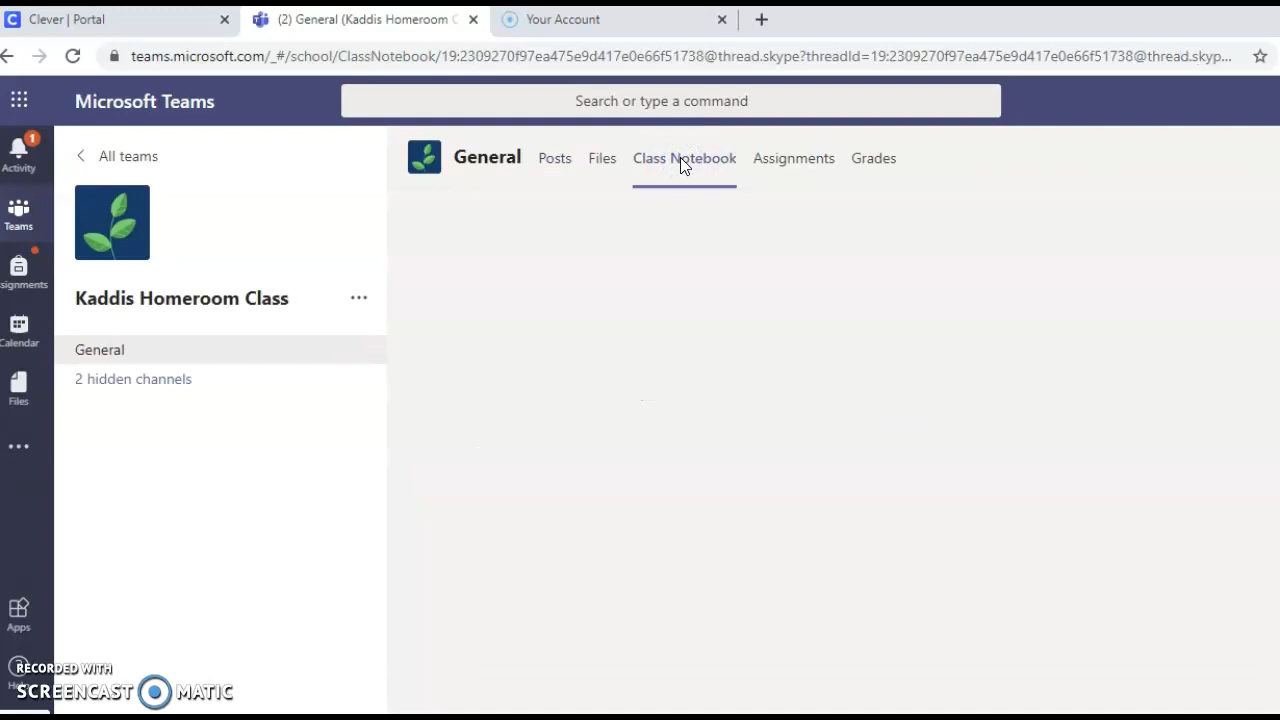 Clever | Portal
(2) General (Kaddis Homeroom C
Your Account
teams.microsoft.com/_#/school/ClassNotebook/19:2309270f97ea475e9d417e0e66f51738@thread.skype?threadId=19:2309270f97ea475e9d417e0e66f51738@thread.skyp...
Microsoft Teams
Search or type a command
1
Activity
Teams
ssignments
Calendar
Files
Apps
All teams
Kaddis Homeroom Class
General
2 hidden channels
General
Posts
Files
Class Notebook
Assignments
Grades
RECORDED WITH
SCREENCAST MATIC